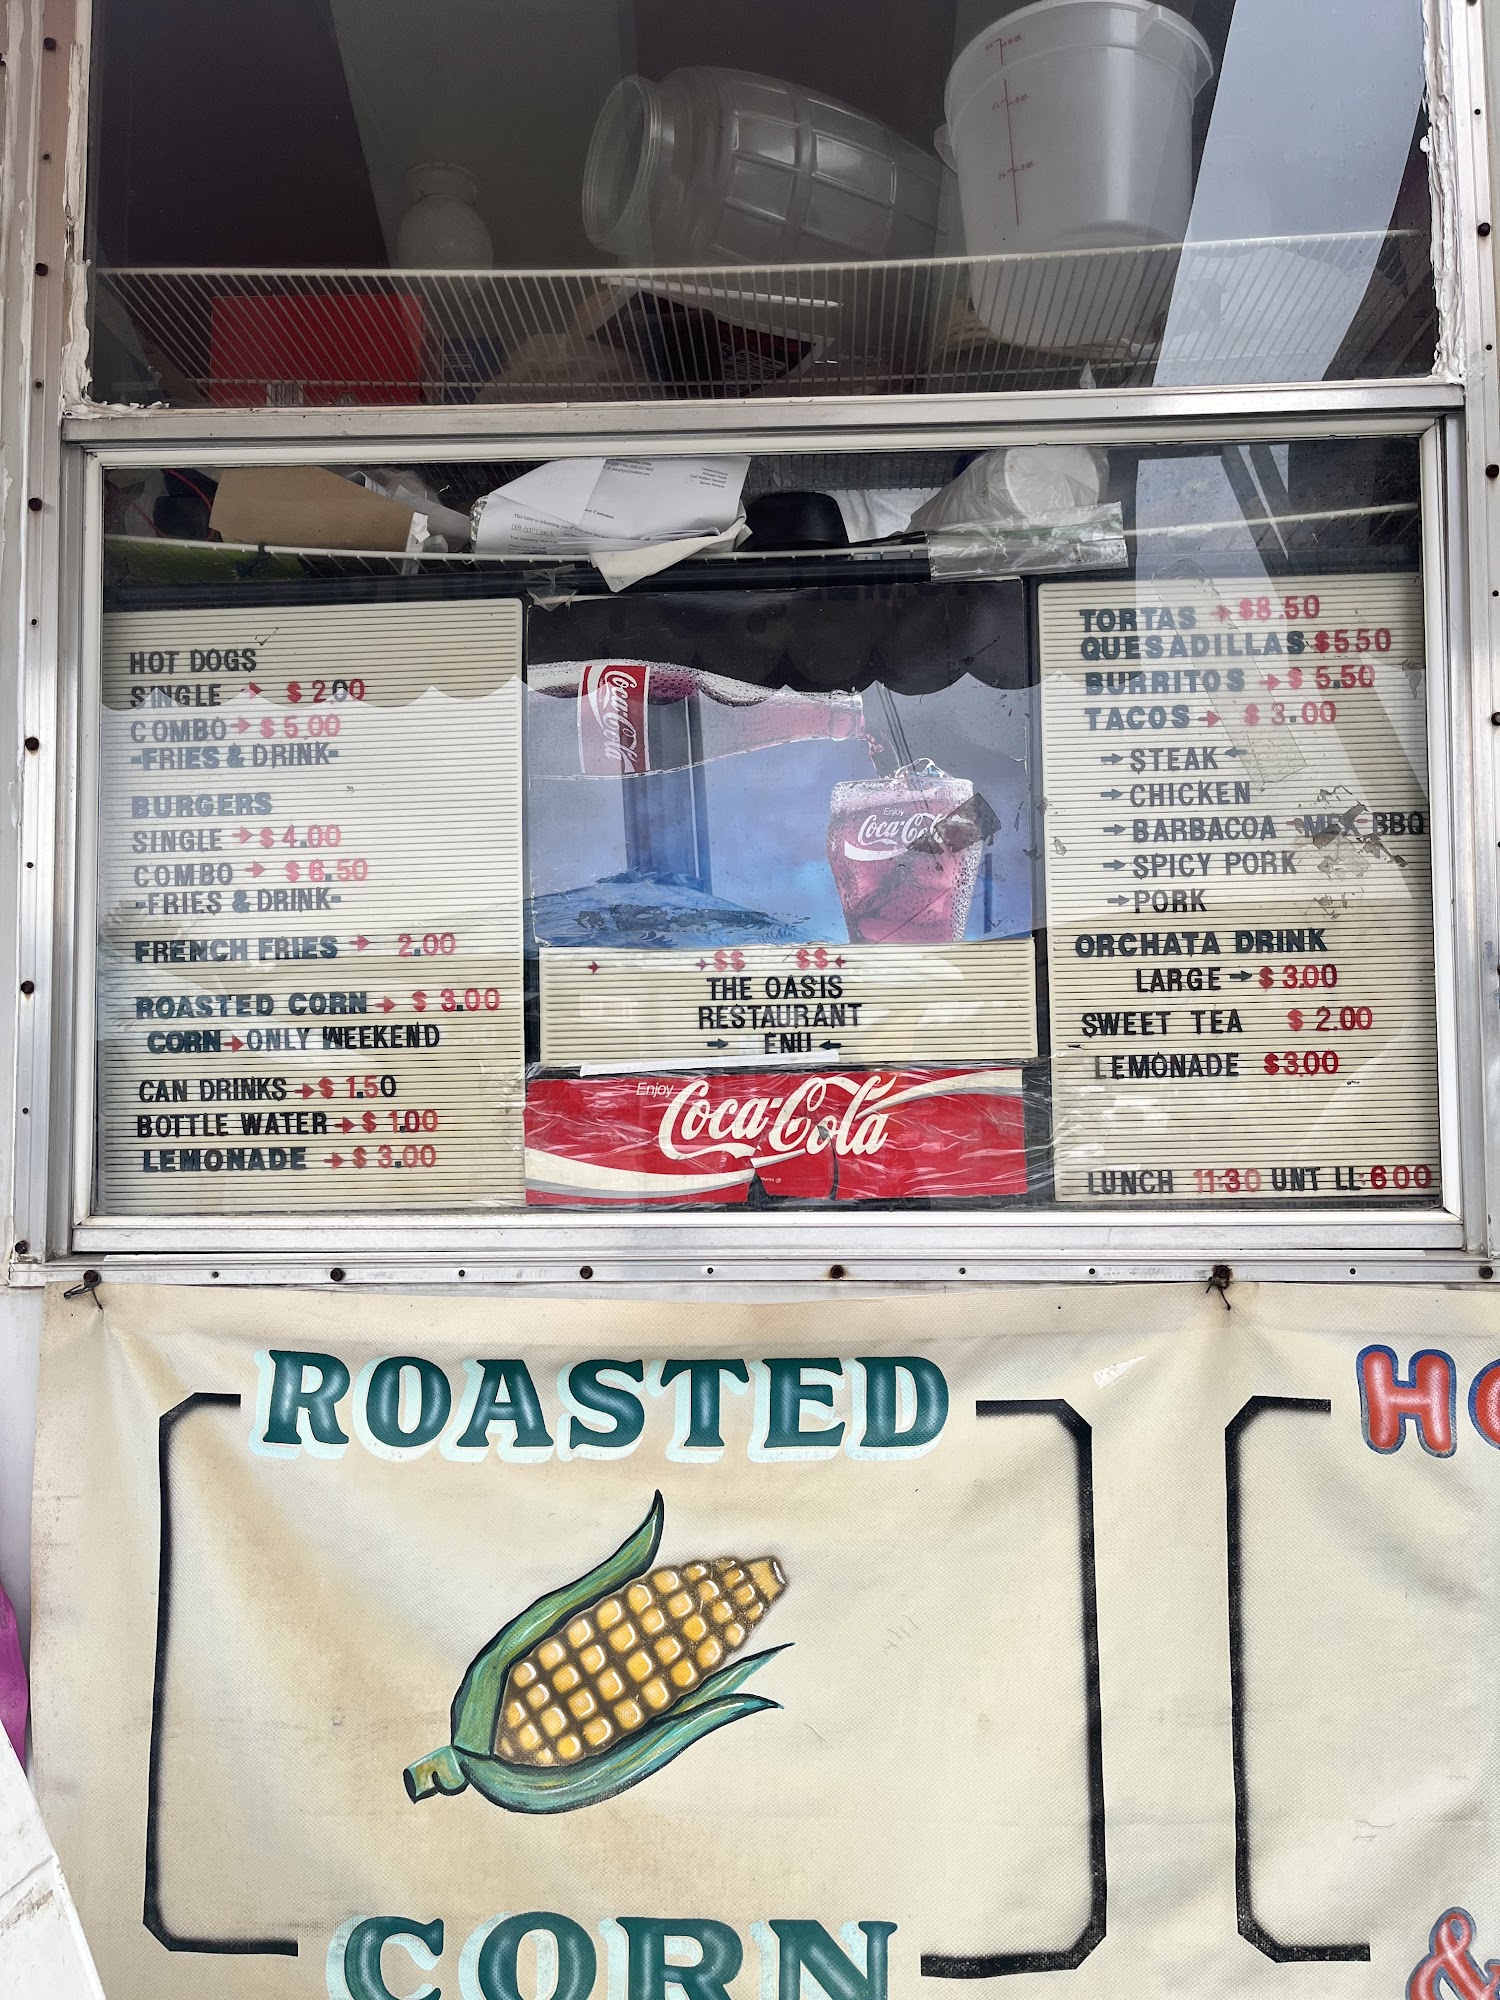 HOT DOGS
SINGLE → $ 2.00
COMBO → $ 5.00
-FRIES & DRINK-
BURGERS
SINGLE → $ 4.00
COMBO → $ 6.50
-FRIES & DRINK-
FRENCH FRIES → 2.00
ROASTED CORN → $ 3.00
CORN → ONLY WEEKEND
CAN DRINKS → $ 1.50
BOTTLE WATER → $ 1.00
LEMONADE → $ 3.00
Coca-Cola
Enjoy
Coca-Cola
→ → $$ $$ ←
THE OASIS
RESTAURANT
→ ENU ←
Enjoy
Coca-Cola
TORTAS → $8.50
QUESADILLAS $550
BURRITOS → $ 5.50
TACOS → $ 3.00
→ STEAK ←
→ CHICKEN
→ BARBACOA MEX-BBQ
→ SPICY PORK
→ PORK
ORCHATA DRINK
LARGE → $ 3.00
SWEET TEA $ 2.00
LEMONADE $3.00
LUNCH 11:30 UNT LL 6 00
ROASTED
CORN
H
&